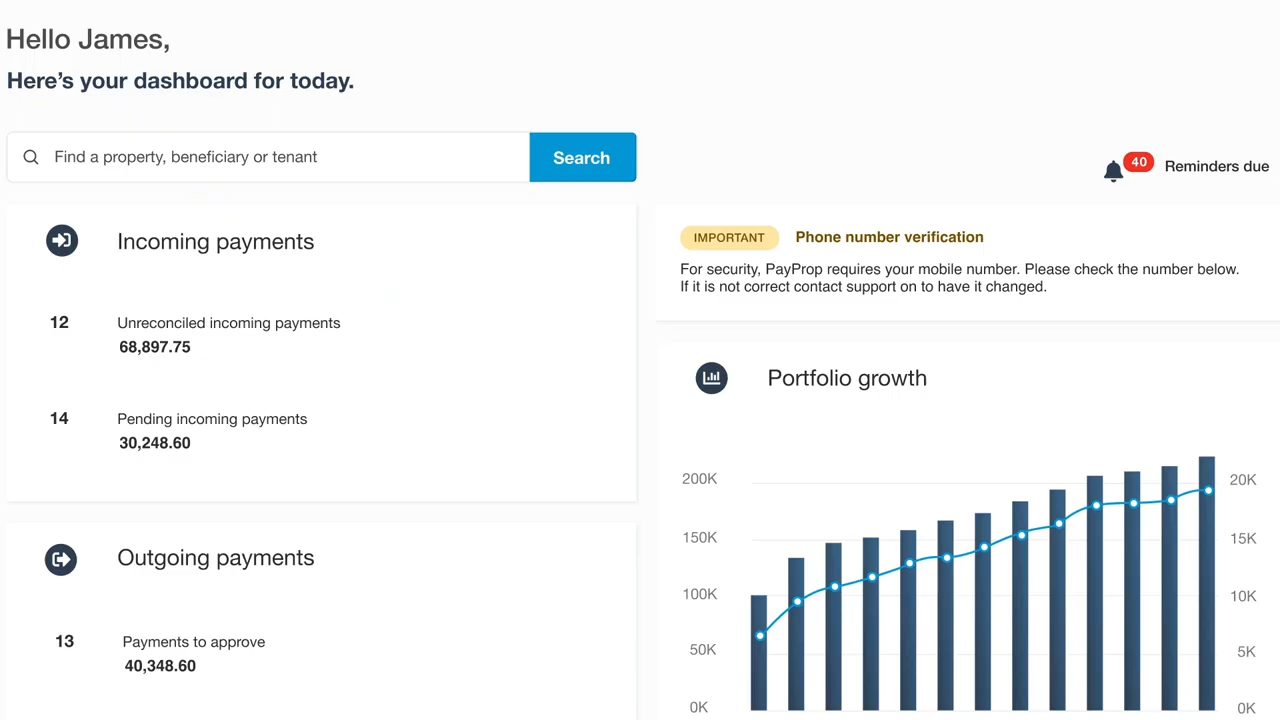 Hello James,
Here's your dashboard for today.
Find a property, beneficiary or tenant
Search
40
Reminders due
Incoming payments
12
Unreconciled incoming payments
68,897.75
14
Pending incoming payments
30,248.60
Outgoing payments
13
Payments to approve
40,348.60
IMPORTANT
Phone number verification
For security, PayProp requires your mobile number. Please check the number below.
If it is not correct contact support on to have it changed.
Portfolio growth
200K
150K
100K
50K
0K
20K
15K
10K
5K
0K